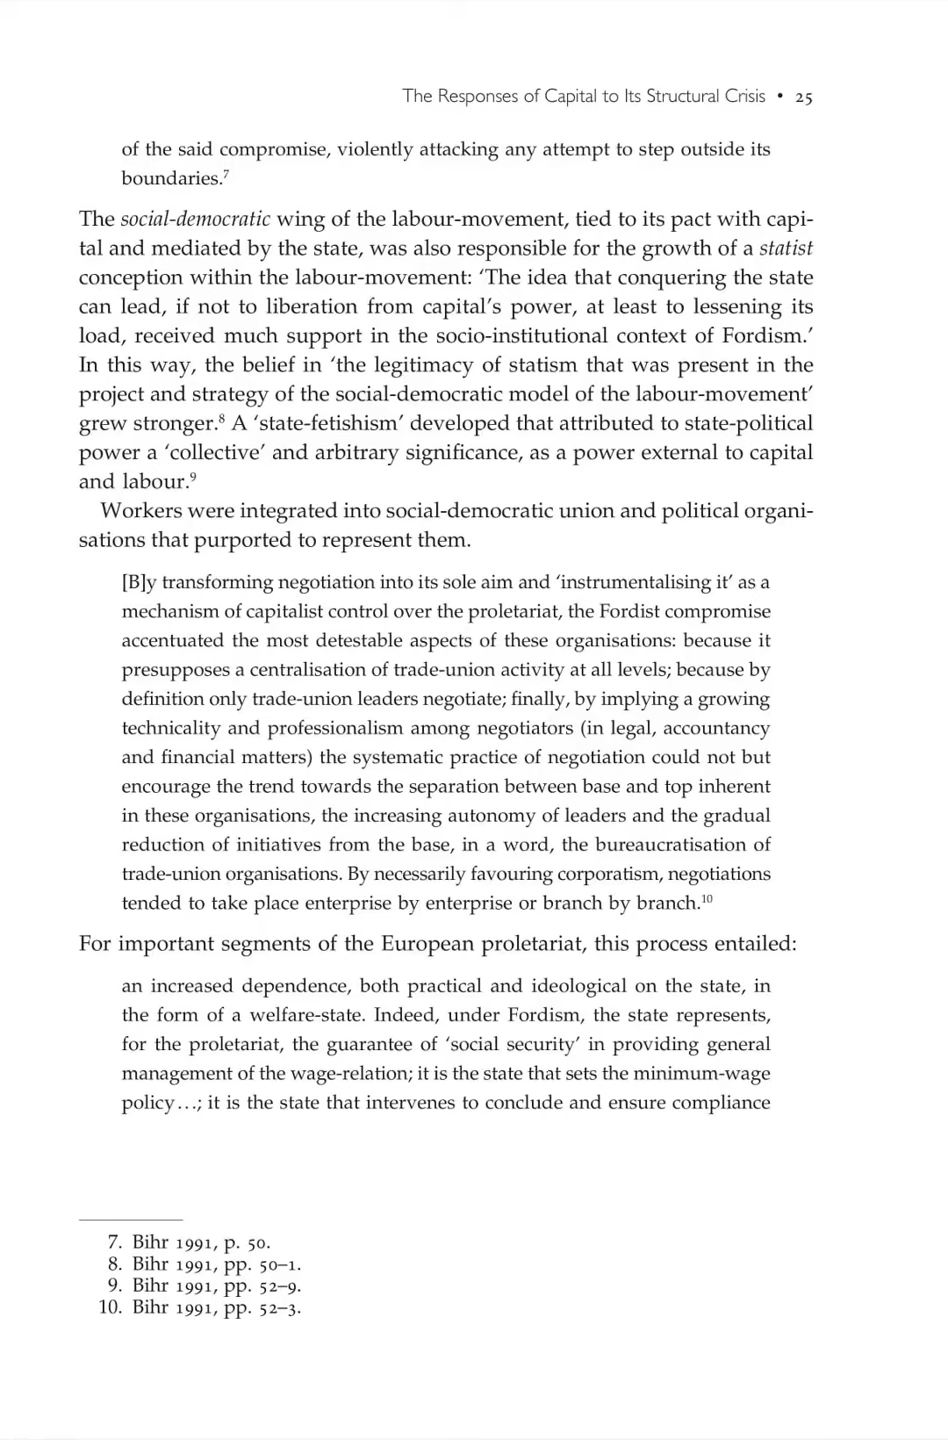 The Responses of Capital to Its Structural Crisis • 25
of the said compromise, violently attacking any attempt to step outside its
boundaries.7
The social-democratic wing of the labour-movement, tied to its pact with capi-
tal and mediated by the state, was also responsible for the growth of a statist
conception within the labour-movement: ‘The idea that conquering the state
can lead, if not to liberation from capital’s power, at least to lessening its
load, received much support in the socio-institutional context of Fordism.’
In this way, the belief in ‘the legitimacy of statism that was present in the
project and strategy of the social-democratic model of the labour-movement’
grew stronger.8 A ‘state-fetishism’ developed that attributed to state-political
power a ‘collective’ and arbitrary significance, as a power external to capital
and labour.9
Workers were integrated into social-democratic union and political organi-
sations that purported to represent them.
[B]y transforming negotiation into its sole aim and ‘instrumentalising it’ as a
mechanism of capitalist control over the proletariat, the Fordist compromise
accentuated the most detestable aspects of these organisations: because it
presupposes a centralisation of trade-union activity at all levels; because by
definition only trade-union leaders negotiate; finally, by implying a growing
technicality and professionalism among negotiators (in legal, accountancy
and financial matters) the systematic practice of negotiation could not but
encourage the trend towards the separation between base and top inherent
in these organisations, the increasing autonomy of leaders and the gradual
reduction of initiatives from the base, in a word, the bureaucratisation of
trade-union organisations. By necessarily favouring corporatism, negotiations
tended to take place enterprise by enterprise or branch by branch.10
For important segments of the European proletariat, this process entailed:
an increased dependence, both practical and ideological on the state, in
the form of a welfare-state. Indeed, under Fordism, the state represents,
for the proletariat, the guarantee of ‘social security’ in providing general
management of the wage-relation; it is the state that sets the minimum-wage
policy…; it is the state that intervenes to conclude and ensure compliance
7. Bihr 1991, p. 50.
8. Bihr 1991, pp. 50–1.
9. Bihr 1991, pp. 52–9.
10. Bihr 1991, pp. 52–3.